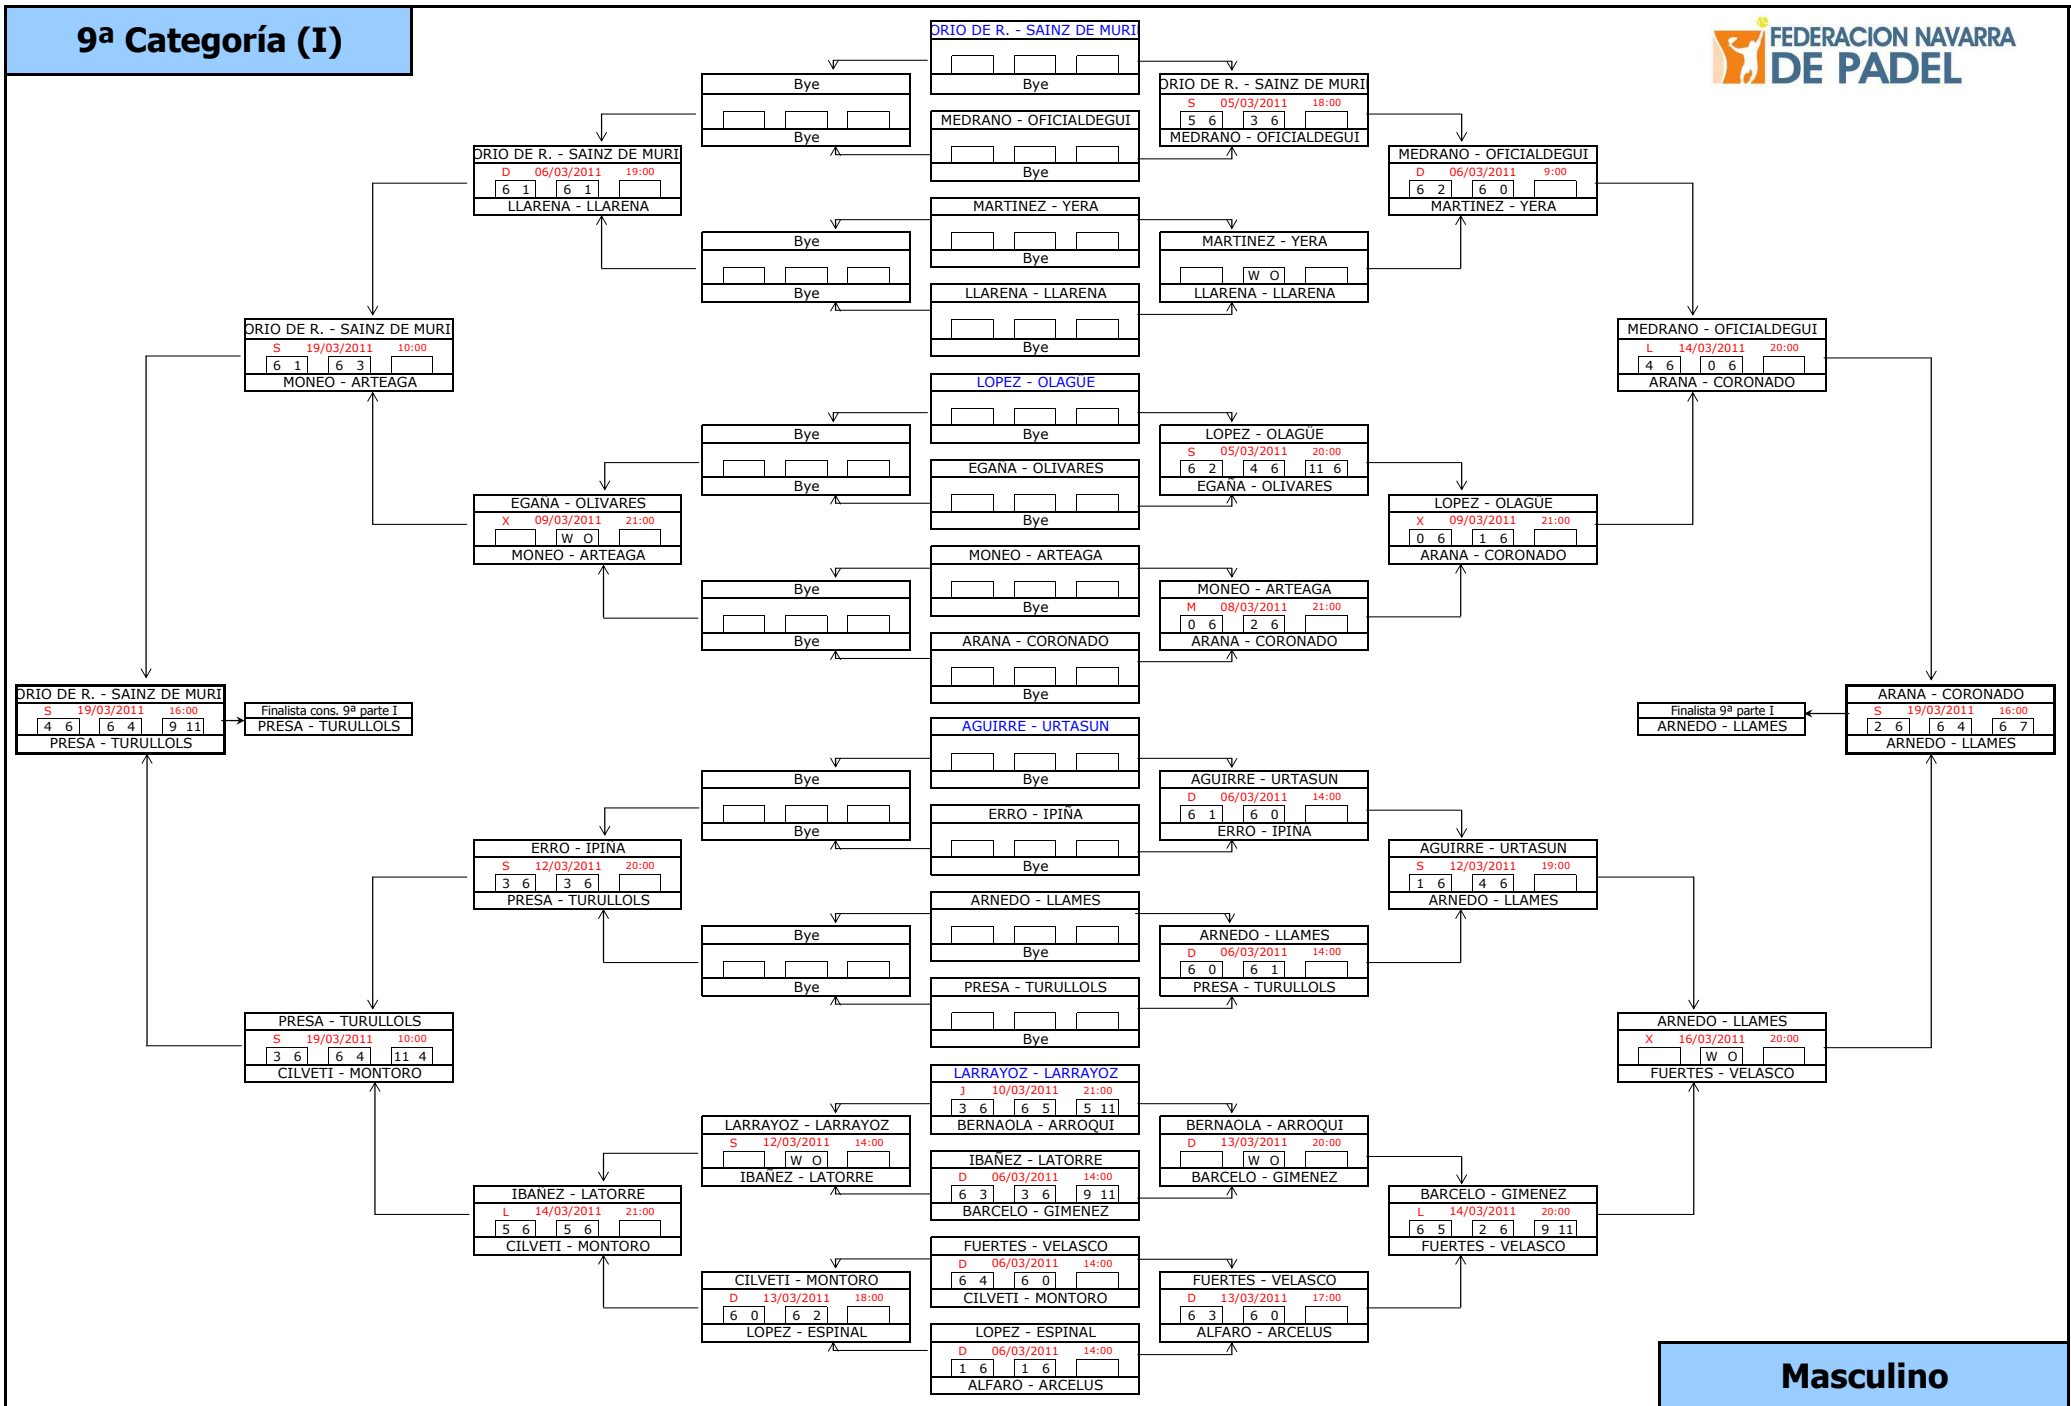 9ª Categoría (I)
FEDERACION NAVARRA
DE PADEL
ORIO DE R. - SAINZ DE MURI
Bye
MEDRANO - OFICIALDEGUI
Bye
MARTINEZ - YERA
Bye
LLARENA - LLARENA
Bye
LOPEZ - OLAGÜE
Bye
EGAÑA - OLIVARES
Bye
MONEO - ARTEAGA
Bye
ARANA - CORONADO
Bye
AGUIRRE - URTASUN
Bye
ERRO - IPIÑA
Bye
ARNEDO - LLAMES
Bye
PRESA - TURULLOLS
Bye
LARRAYOZ - LARRAYOZ
J 10/03/2011 21:00
3 6 6 5 5 11
BERNAOLA - ARROQUI
IBAÑEZ - LATORRE
D 06/03/2011 14:00
6 3 3 6 9 11
BARCELO - GIMENEZ
FUERTES - VELASCO
D 06/03/2011 14:00
6 4 6 0
CILVETI - MONTORO
LOPEZ - ESPINAL
D 06/03/2011 14:00
1 6 1 6
ALFARO - ARCELUS
Bye
Bye
Bye
Bye
Bye
Bye
Bye
Bye
Bye
Bye
Bye
Bye
LARRAYOZ - LARRAYOZ
S 12/03/2011 14:00
W O
IBAÑEZ - LATORRE
CILVETI - MONTORO
D 13/03/2011 18:00
6 0 6 2
LOPEZ - ESPINAL
ORIO DE R. - SAINZ DE MURI
D 06/03/2011 19:00
6 1 6 1
LLARENA - LLARENA
EGAÑA - OLIVARES
X 09/03/2011 21:00
W O
MONEO - ARTEAGA
ERRO - IPIÑA
S 12/03/2011 20:00
3 6 3 6
PRESA - TURULLOLS
IBAÑEZ - LATORRE
L 14/03/2011 21:00
5 6 5 6
CILVETI - MONTORO
ORIO DE R. - SAINZ DE MURI
S 19/03/2011 10:00
6 1 6 3
MONEO - ARTEAGA
PRESA - TURULLOLS
S 19/03/2011 10:00
3 6 6 4 11 4
CILVETI - MONTORO
ORIO DE R. - SAINZ DE MURI
S 19/03/2011 16:00
4 6 6 4 9 11
PRESA - TURULLOLS
Finalista cons. 9ª parte I
PRESA - TURULLOLS
ORIO DE R. - SAINZ DE MURI
S 05/03/2011 18:00
5 6 3 6
MEDRANO - OFICIALDEGUI
MARTINEZ - YERA
W O
LLARENA - LLARENA
LOPEZ - OLAGÜE
S 05/03/2011 20:00
6 2 4 6 11 6
EGAÑA - OLIVARES
MONEO - ARTEAGA
M 08/03/2011 21:00
0 6 2 6
ARANA - CORONADO
AGUIRRE - URTASUN
D 06/03/2011 14:00
6 1 6 0
ERRO - IPIÑA
ARNEDO - LLAMES
D 06/03/2011 14:00
6 0 6 1
PRESA - TURULLOLS
BERNAOLA - ARROQUI
D 13/03/2011 20:00
W O
BARCELO - GIMENEZ
FUERTES - VELASCO
D 13/03/2011 17:00
6 3 6 0
ALFARO - ARCELUS
MEDRANO - OFICIALDEGUI
D 06/03/2011 9:00
6 2 6 0
MARTINEZ - YERA
LOPEZ - OLAGÜE
X 09/03/2011 21:00
0 6 1 6
ARANA - CORONADO
AGUIRRE - URTASUN
S 12/03/2011 19:00
1 6 4 6
ARNEDO - LLAMES
BARCELO - GIMENEZ
L 14/03/2011 20:00
6 5 2 6 9 11
FUERTES - VELASCO
MEDRANO - OFICIALDEGUI
L 14/03/2011 20:00
4 6 0 6
ARANA - CORONADO
ARNEDO - LLAMES
X 16/03/2011 20:00
W O
FUERTES - VELASCO
Finalista 9ª parte I
ARNEDO - LLAMES
ARANA - CORONADO
S 19/03/2011 16:00
2 6 6 4 6 7
ARNEDO - LLAMES
Masculino